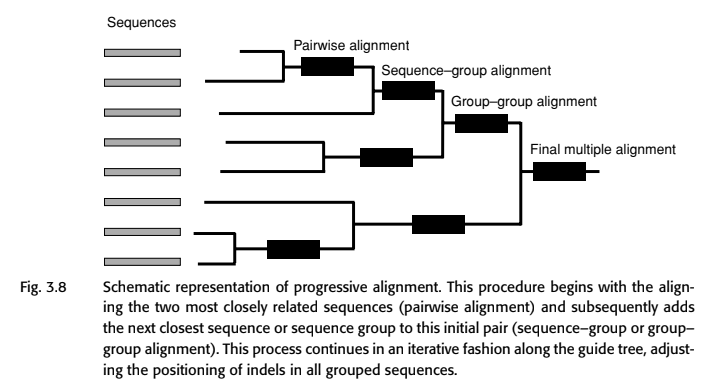 Sequences
Pairwise alignment
Sequence–group alignment
Group–group alignment
Final multiple alignment
Fig. 3.8 Schematic representation of progressive alignment. This procedure begins with the align-
ing the two most closely related sequences (pairwise alignment) and subsequently adds
the next closest sequence or sequence group to this initial pair (sequence–group or group–
group alignment). This process continues in an iterative fashion along the guide tree, adjust-
ing the positioning of indels in all grouped sequences.